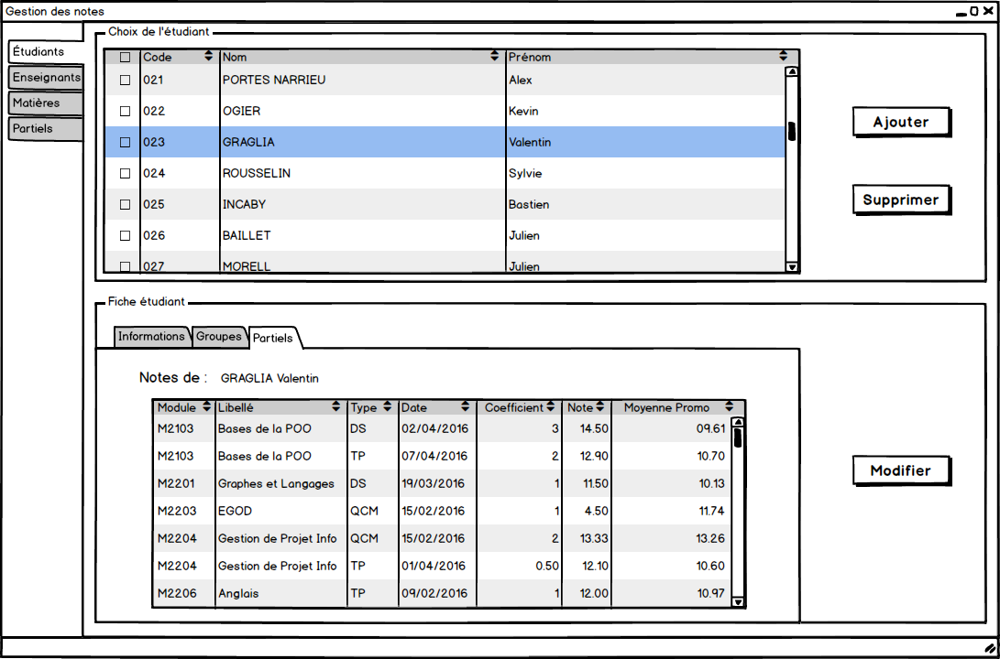 Gestion des notes
Étudiants
Enseignants
Matières
Partiels
Choix de l'étudiant
Code Nom Prénom
021 PORTES NARRIEU Alex
022 OGIER Kevin
023 GRAGLIA Valentin
024 ROUSSELIN Sylvie
025 INCABY Bastien
026 BAILLET Julien
027 MORELL Julien
Ajouter
Supprimer
Fiche étudiant
Informations Groupes Partiels
Notes de : GRAGLIA Valentin
Module Libellé Type Date Coefficient Note Moyenne Promo
M2103 Bases de la POO DS 02/04/2016 3 14.50 09.61
M2103 Bases de la POO TP 07/04/2016 2 12.90 10.70
M2201 Graphes et Langages DS 19/03/2016 1 11.50 10.13
M2203 EGOD QCM 15/02/2016 1 4.50 11.74
M2204 Gestion de Projet Info QCM 15/02/2016 2 13.33 13.26
M2204 Gestion de Projet Info TP 01/04/2016 0.50 12.10 10.60
M2206 Anglais TP 09/02/2016 1 12.00 10.97
Modifier